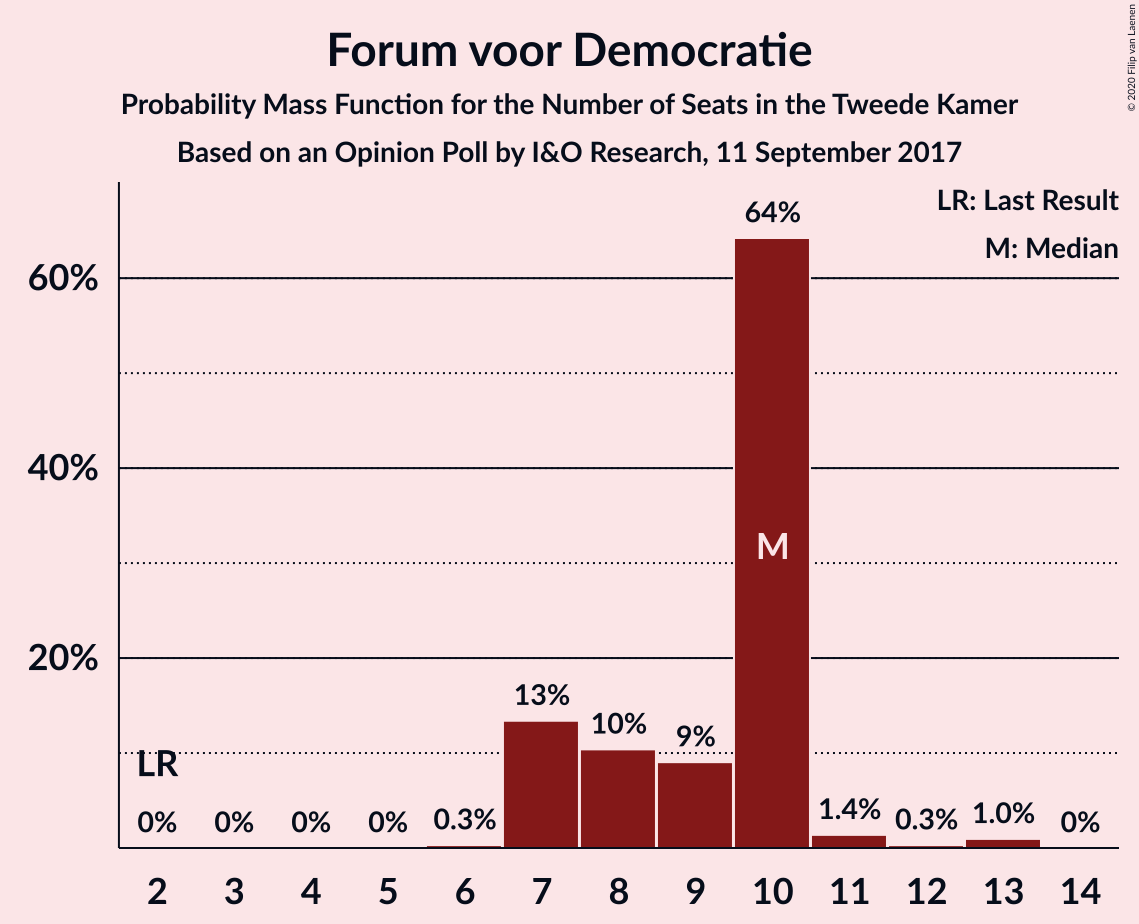 Forum voor Democratie
Probability Mass Function for the Number of Seats in the Tweede Kamer
Based on an Opinion Poll by I&O Research, 11 September 2017
© 2020 Filip van Laenen
LR: Last Result
M: Median
64%
60%
40%
M
20%
13%
10%
9%
LR
0% 0% 0% 0% 0.3% 1.4% 0.3% 1.0% 0%
2 3 4 5 6 7 8 9 10 11 12 13 14